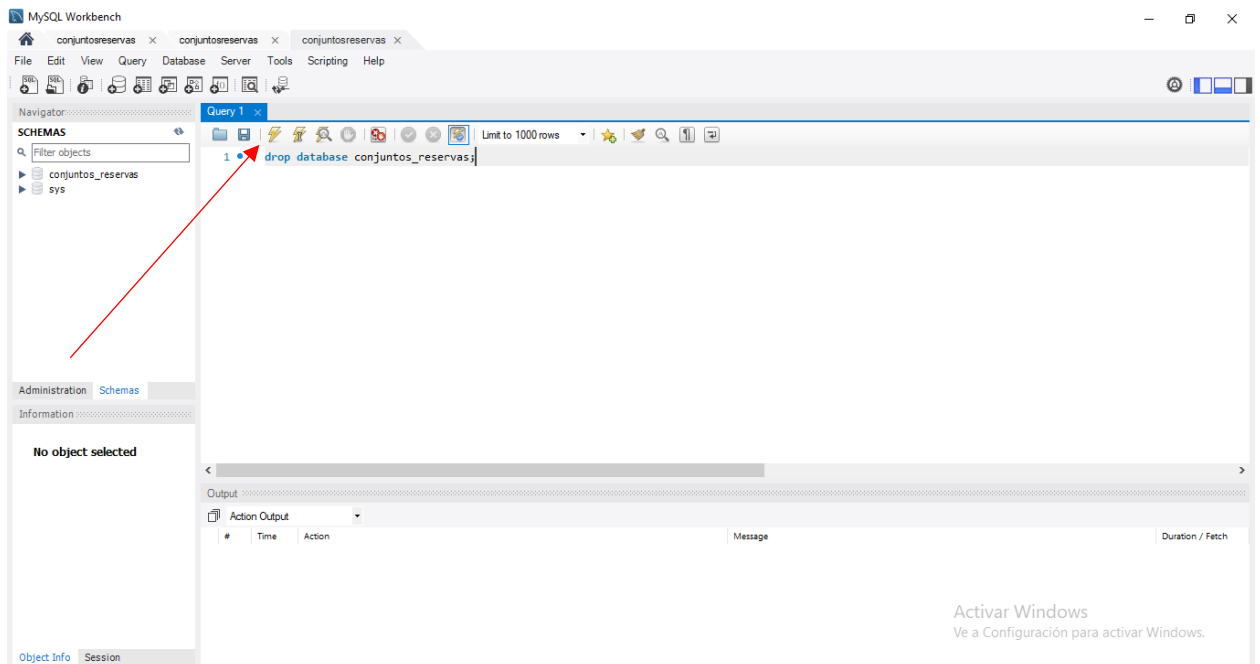 MySQL Workbench
conjuntosreservas conjuntosreservas conjuntosreservas
File Edit View Query Database Server Tools Scripting Help
Navigator
Query 1
SCHEMAS
Limit to 1000 rows
Filter objects
1 drop database conjuntos_reservas;
conjuntos_reservas
sys
Administration Schemas
Information
No object selected
Output
Action Output
# Time Action Message Duration / Fetch
Activar Windows
Ve a Configuración para activar Windows.
Object Info Session